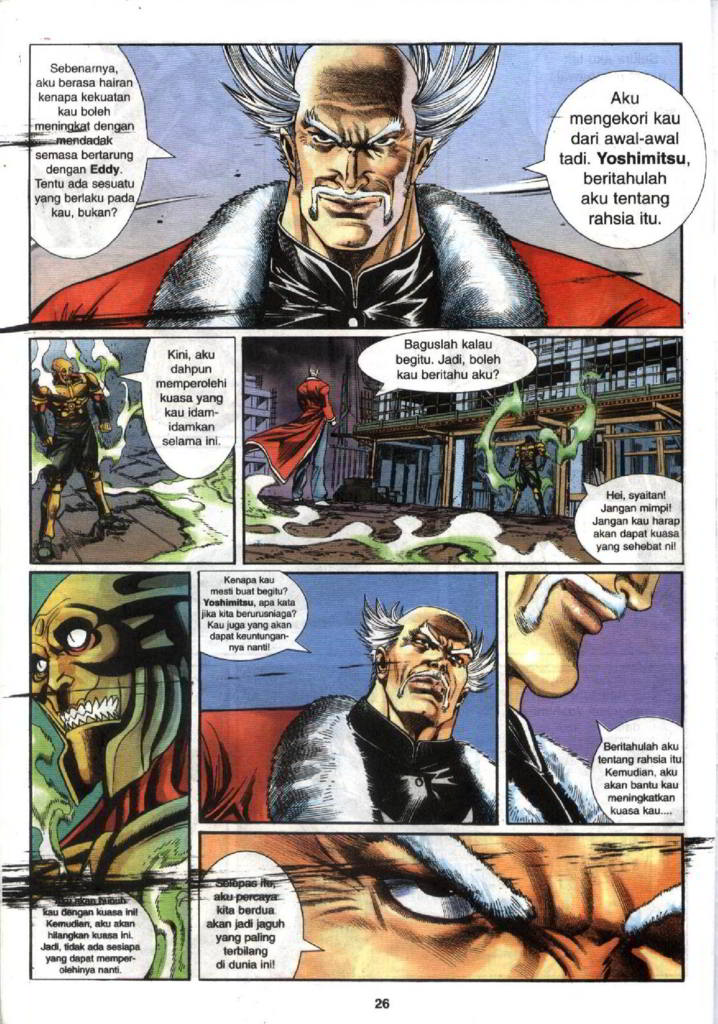 Sebenarnya,
aku berasa hairan
kenapa kekuatan
kau boleh
meningkat dengan
mendadak
semasa bertarung
dengan Eddy.
Tentu ada sesuatu
yang berlaku pada
kau, bukan?
Aku
mengekori kau
dari awal-awal
tadi. Yoshimitsu,
beritahulah
aku tentang
rahsia itu.
Kini, aku
dahpun
memperolehi
kuasa yang
kau idam-
idamkan
selama ini.
Baguslah kalau
begitu. Jadi, boleh
kau beritahu aku?
Hei, syaitan!
Jangan mimpi!
Jangan kau harap
akan dapat kuasa
yang sehebat ni!
Kenapa kau
mesti buat begitu?
Yoshimitsu, apa kata
jika kita berurusniaga?
Kau juga yang akan
dapat keuntungan-
nya nanti!
Beritahulah aku
tentang rahsia itu.
Kemudian, aku
akan bantu kau
meningkatkan
kuasa kau....
Aku akan bunuh
kau dengan kuasa ini!
Kemudian, aku akan
hilangkan kuasa ini.
Jadi, tidak ada sesiapa
yang dapat memper-
olehinya nanti.
Selepas itu,
aku percaya
kita berdua
akan jadi jaguh
yang paling
terbilang
di dunia ini!
26